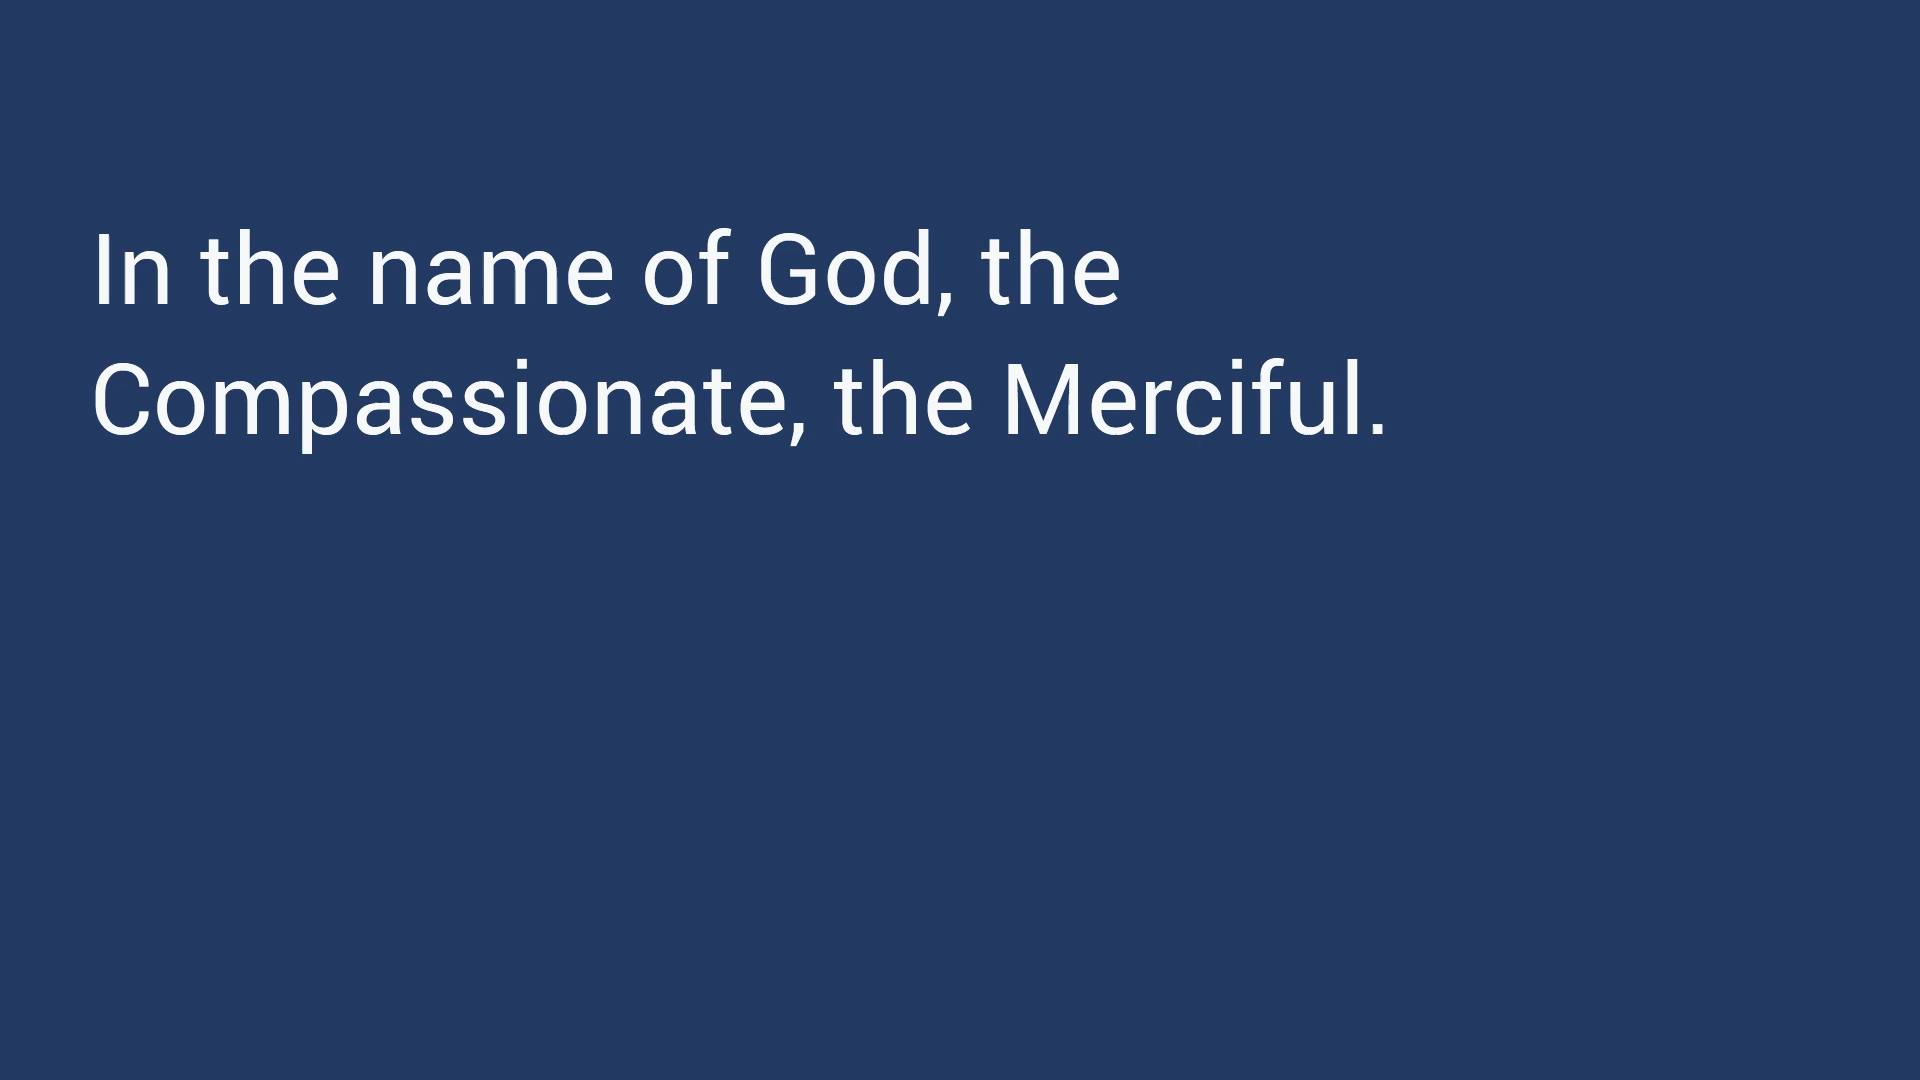 In the name of God, the
Compassionate, the Merciful.